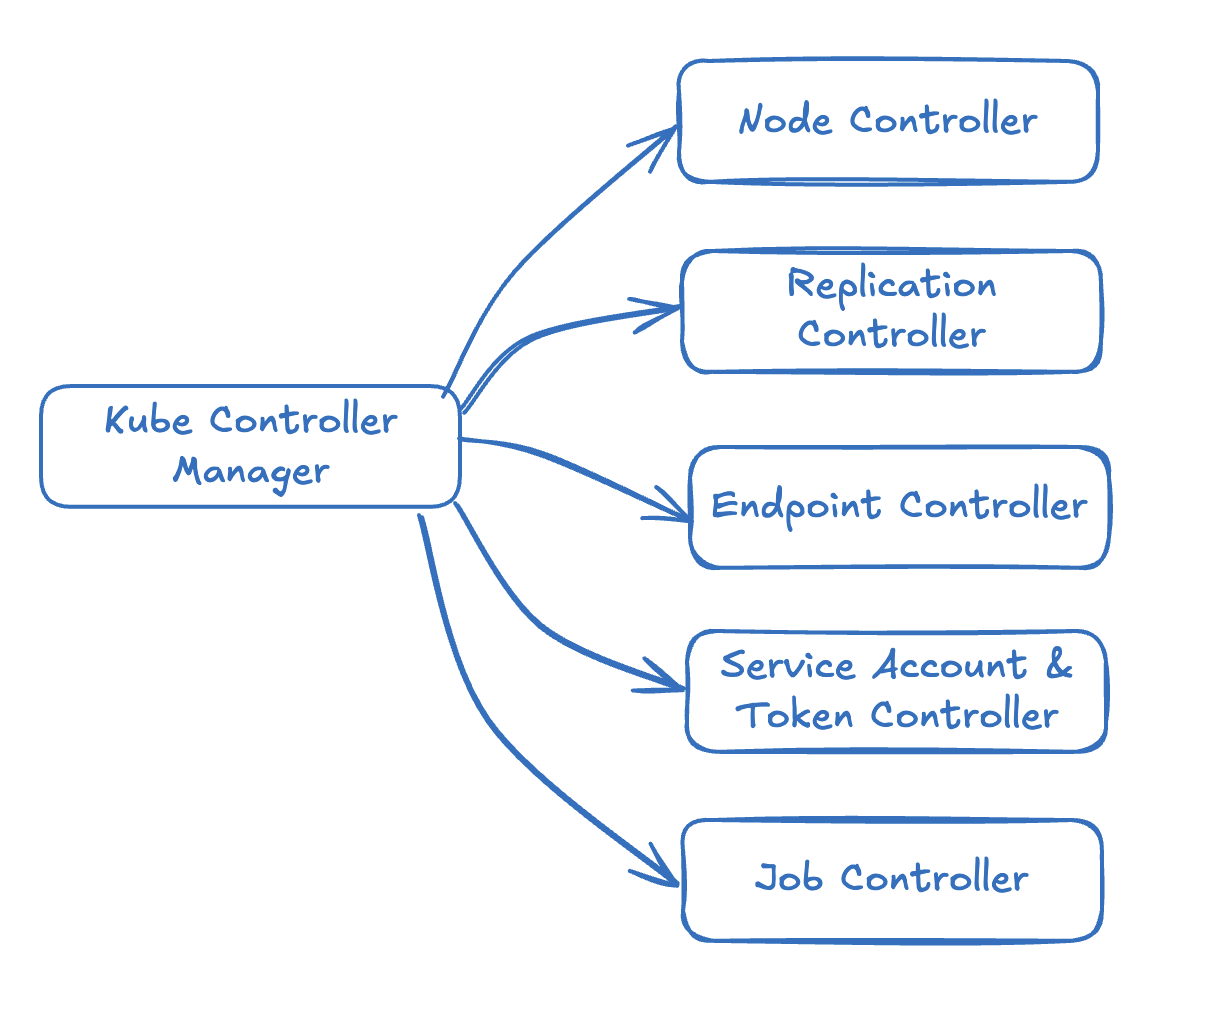 Node Controller
Replication
Controller
Kube Controller
Manager
Endpoint Controller
Service Account &
Token Controller
Job Controller